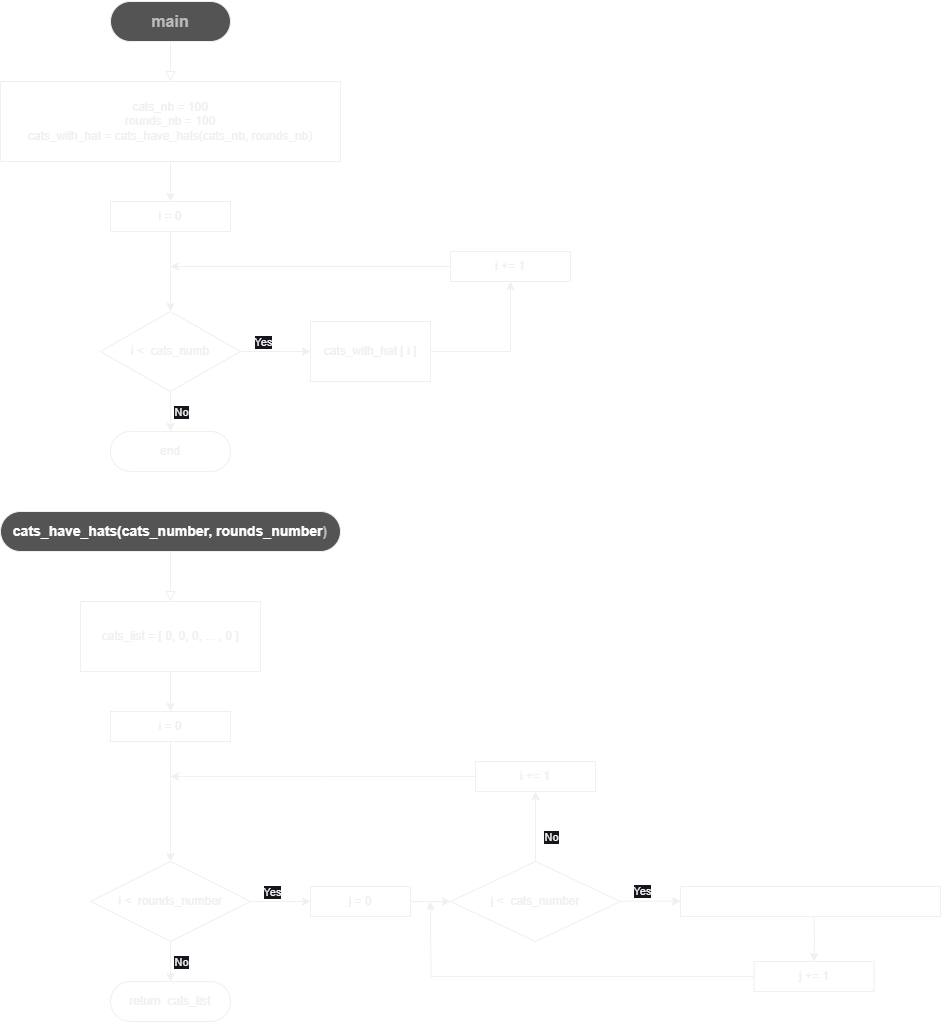 main
cats_nb = 100
rounds_nb = 100
cats_with_hat = cats_have_hats(cats_nb, rounds_nb)
i = 0
i += 1
i < cats_numb
Yes
cats_with_hat [ i ]
No
end
cats_have_hats(cats_number, rounds_number)
cats_list = [ 0, 0, 0, ... , 0 ]
i = 0
i += 1
No
i < rounds_number
Yes
j = 0
j < cats_number
Yes
j += 1
No
return cats_list